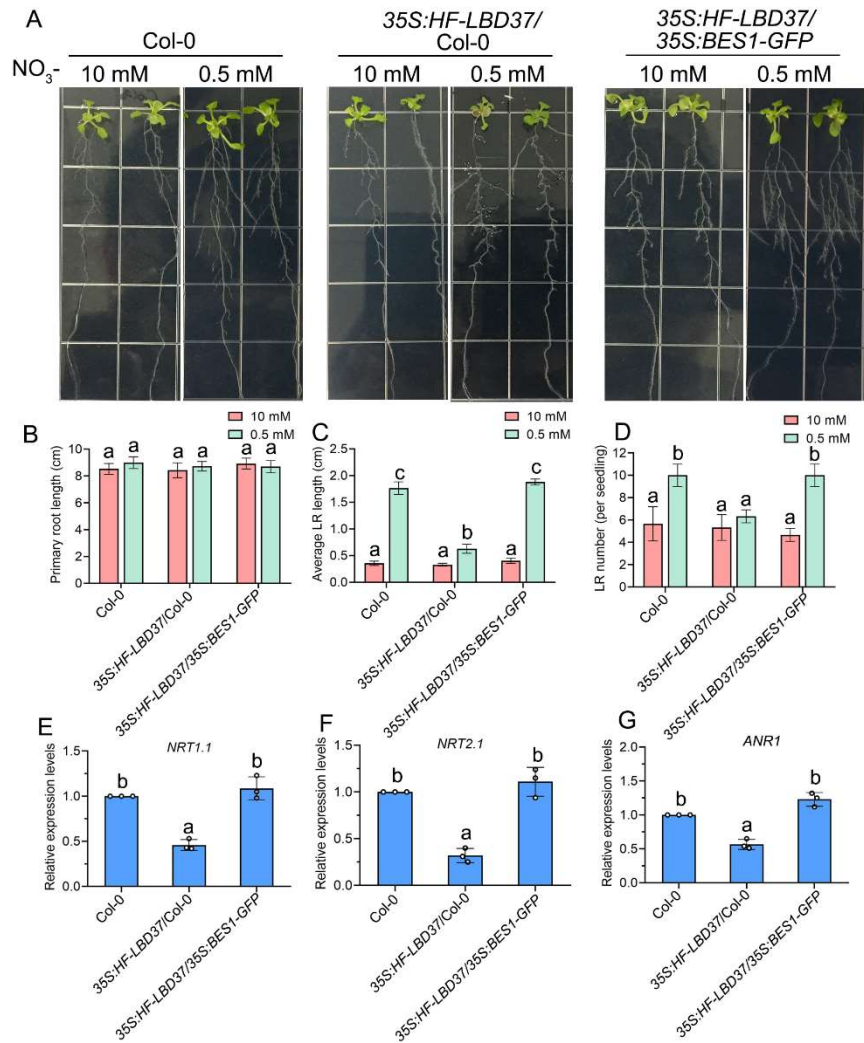 A
Col-0
35S:HF-LBD37/
Col-0
35S:HF-LBD37/
35S:BES1-GFP
NO3-
10 mM
0.5 mM
10 mM
0.5 mM
10 mM
0.5 mM
B
10 mM
0.5 mM
Primary root length (cm)
10
8
6
4
2
0
a
a
a
a
a
a
Col-0
35S:HF-LBD37/Col-0
35S:HF-LBD37/35S:BES1-GFP
C
10 mM
0.5 mM
Average LR length (cm)
2.5
2.0
1.5
1.0
0.5
0.0
a
c
a
b
a
c
Col-0
35S:HF-LBD37/Col-0
35S:HF-LBD37/35S:BES1-GFP
D
10 mM
0.5 mM
LR number (per seedling)
12
10
8
6
4
2
0
a
b
a
a
a
b
Col-0
35S:HF-LBD37/Col-0
35S:HF-LBD37/35S:BES1-GFP
E
NRT1.1
Relative expression levels
1.5
1.0
0.5
0.0
b
a
b
Col-0
35S:HF-LBD37/Col-0
35S:HF-LBD37/35S:BES1-GFP
F
NRT2.1
Relative expression levels
1.5
1.0
0.5
0.0
b
a
b
Col-0
35S:HF-LBD37/Col-0
35S:HF-LBD37/35S:BES1-GFP
G
ANR1
Relative expression levels
2.0
1.5
1.0
0.5
0.0
b
a
b
Col-0
35S:HF-LBD37/Col-0
35S:HF-LBD37/35S:BES1-GFP